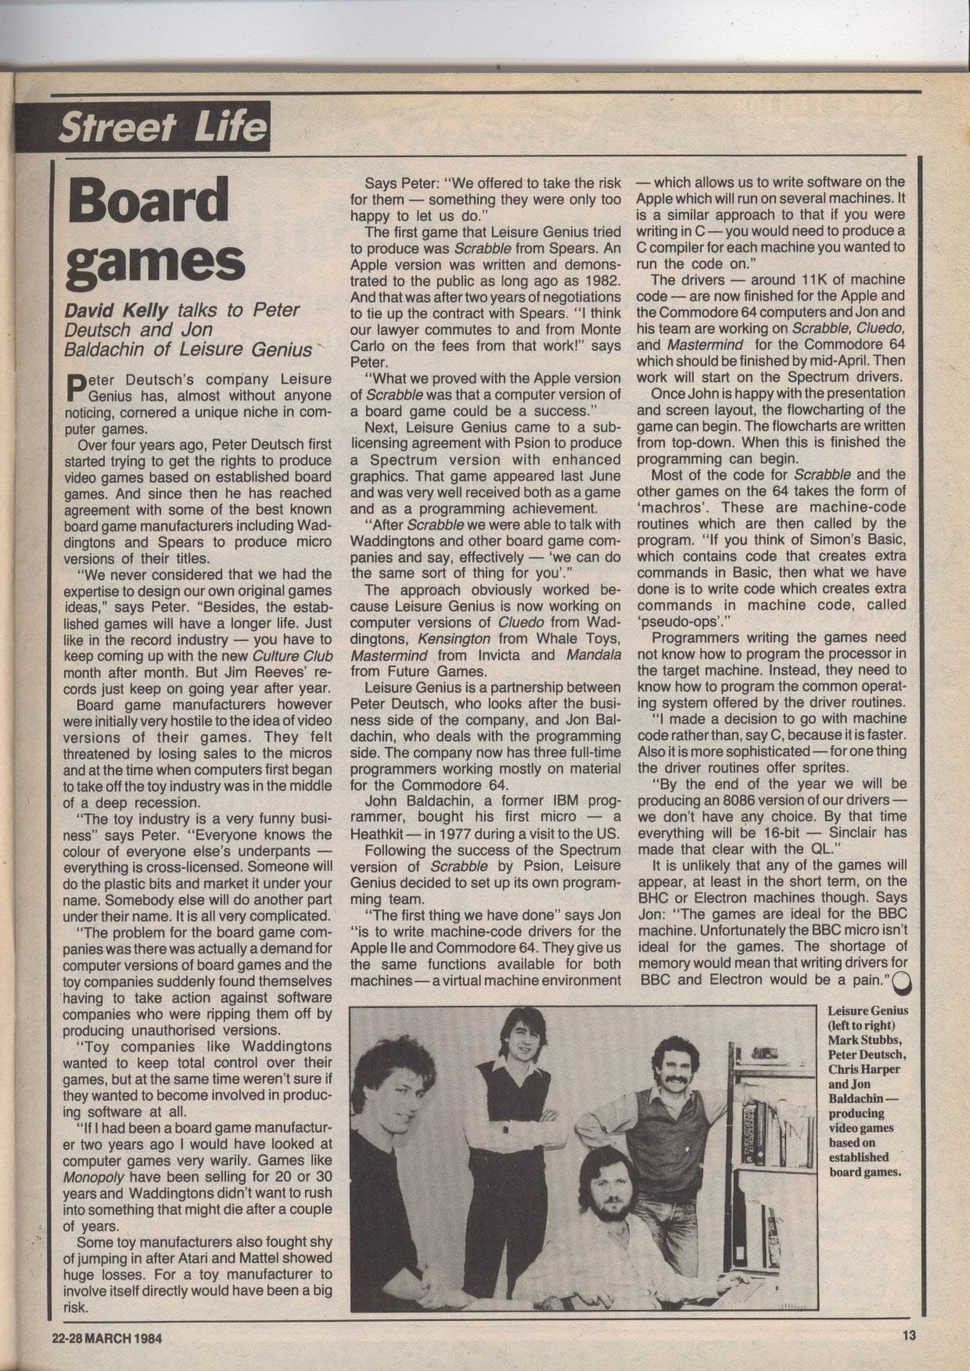 Street Life
Board
games
David Kelly talks to Peter
Deutsch and Jon
Baldachin of Leisure Genius
Peter Deutsch's company Leisure
Genius has, almost without anyone
noticing, cornered a unique niche in com-
puter games.
Over four years ago, Peter Deutsch first
started trying to get the rights to produce
video games based on established board
games. And since then he has reached
agreement with some of the best known
board game manufacturers including Wad-
dingtons and Spears to produce micro
versions of their titles.
"We never considered that we had the
expertise to design our own original games
ideas," says Peter. "Besides, the estab-
lished games will have a longer life. Just
like in the record industry — you have to
keep coming up with the new Culture Club
month after month. But Jim Reeves' re-
cords just keep on going year after year.
Board game manufacturers however
were initially very hostile to the idea of video
versions of their games. They felt
threatened by losing sales to the micros
and at the time when computers first began
to take off the toy industry was in the middle
of a deep recession.
"The toy industry is a very funny busi-
ness" says Peter. "Everyone knows the
colour of everyone else's underpants —
everything is cross-licensed. Someone will
do the plastic bits and market it under your
name. Somebody else will do another part
under their name. It is all very complicated.
"The problem for the board game com-
panies was there was actually a demand for
computer versions of board games and the
toy companies suddenly found themselves
having to take action against software
companies who were ripping them off by
producing unauthorised versions.
"Toy companies like Waddingtons
wanted to keep total control over their
games, but at the same time weren't sure if
they wanted to become involved in produc-
ing software at all.
"If I had been a board game manufactur-
er two years ago I would have looked at
computer games very warily. Games like
Monopoly have been selling for 20 or 30
years and Waddingtons didn't want to rush
into something that might die after a couple
of years.
Some toy manufacturers also fought shy
of jumping in after Atari and Mattel showed
huge losses. For a toy manufacturer to
involve itself directly would have been a big
risk.
Says Peter: "We offered to take the risk
for them — something they were only too
happy to let us do."
The first game that Leisure Genius tried
to produce was Scrabble from Spears. An
Apple version was written and demons-
trated to the public as long ago as 1982.
And that was after two years of negotiations
to tie up the contract with Spears. "I think
our lawyer commutes to and from Monte
Carlo on the fees from that work!" says
Peter.
"What we proved with the Apple version
of Scrabble was that a computer version of
a board game could be a success."
Next, Leisure Genius came to a sub-
licensing agreement with Psion to produce
a Spectrum version with enhanced
graphics. That game appeared last June
and was very well received both as a game
and as a programming achievement.
"After Scrabble we were able to talk with
Waddingtons and other board game com-
panies and say, effectively — 'we can do
the same sort of thing for you'."
The approach obviously worked be-
cause Leisure Genius is now working on
computer versions of Cluedo from Wad-
dingtons, Kensington from Whale Toys,
Mastermind from Invicta and Mandala
from Future Games.
Leisure Genius is a partnership between
Peter Deutsch, who looks after the busi-
ness side of the company, and Jon Bal-
dachin, who deals with the programming
side. The company now has three full-time
programmers working mostly on material
for the Commodore 64.
John Baldachin, a former IBM prog-
rammer, bought his first micro — a
Heathkit — in 1977 during a visit to the US.
Following the success of the Spectrum
version of Scrabble by Psion, Leisure
Genius decided to set up its own program-
ming team.
"The first thing we have done" says Jon
"is to write machine-code drivers for the
Apple IIe and Commodore 64. They give us
the same functions available for both
machines — a virtual machine environment
— which allows us to write software on the
Apple which will run on several machines. It
is a similar approach to that if you were
writing in C — you would need to produce a
C compiler for each machine you wanted to
run the code on."
The drivers — around 11K of machine
code — are now finished for the Apple and
the Commodore 64 computers and Jon and
his team are working on Scrabble, Cluedo,
and Mastermind for the Commodore 64
which should be finished by mid-April. Then
work will start on the Spectrum drivers.
Once John is happy with the presentation
and screen layout, the flowcharting of the
game can begin. The flowcharts are written
from top-down. When this is finished the
programming can begin.
Most of the code for Scrabble and the
other games on the 64 takes the form of
'machros'. These are machine-code
routines which are then called by the
program. "If you think of Simon's Basic,
which contains code that creates extra
commands in Basic, then what we have
done is to write code which creates extra
commands in machine code, called
'pseudo-ops'."
Programmers writing the games need
not know how to program the processor in
the target machine. Instead, they need to
know how to program the common operat-
ing system offered by the driver routines.
"I made a decision to go with machine
code rather than, say C, because it is faster.
Also it is more sophisticated — for one thing
the driver routines offer sprites.
"By the end of the year we will be
producing an 8086 version of our drivers —
we don't have any choice. By that time
everything will be 16-bit — Sinclair has
made that clear with the QL."
It is unlikely that any of the games will
appear, at least in the short term, on the
BHC or Electron machines though. Says
Jon: "The games are ideal for the BBC
machine. Unfortunately the BBC micro isn't
ideal for the games. The shortage of
memory would mean that writing drivers for
BBC and Electron would be a pain."
Leisure Genius
(left to right)
Mark Stubbs,
Peter Deutsch,
Chris Harper
and Jon
Baldachin —
producing
video games
based on
established
board games.
22-28 MARCH 1984
13